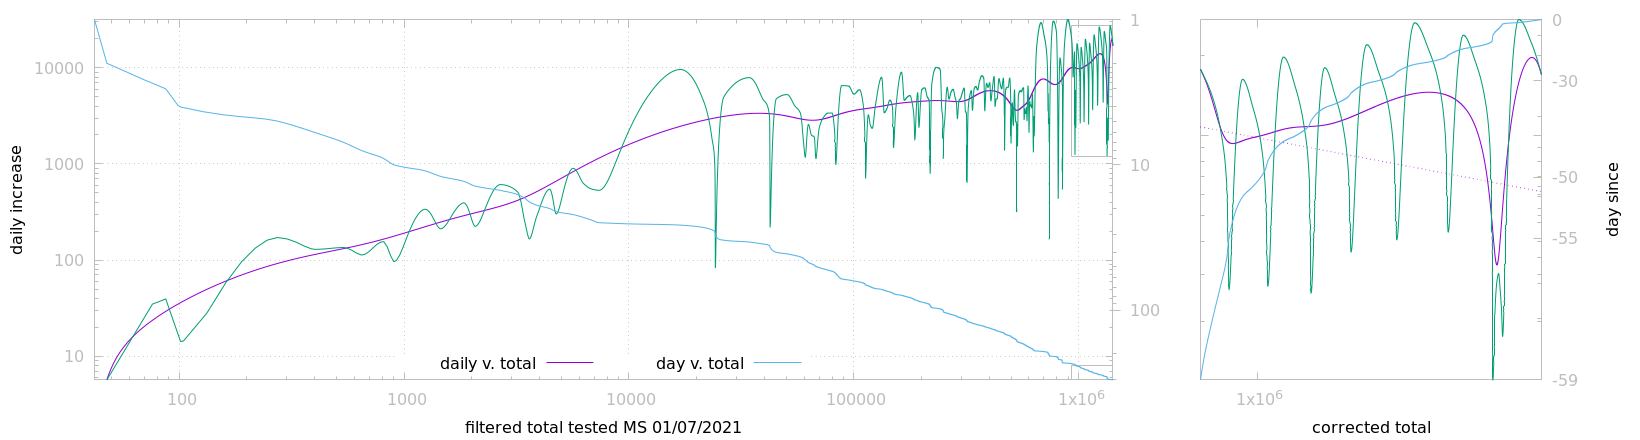 10000
1000
100
10
daily increase
100
1000
10000
100000
1x10⁶
filtered total tested MS 01/07/2021
daily v. total
day v. total
1
10
100
1x10⁶
corrected total
0
-30
-50
-55
-59
day since